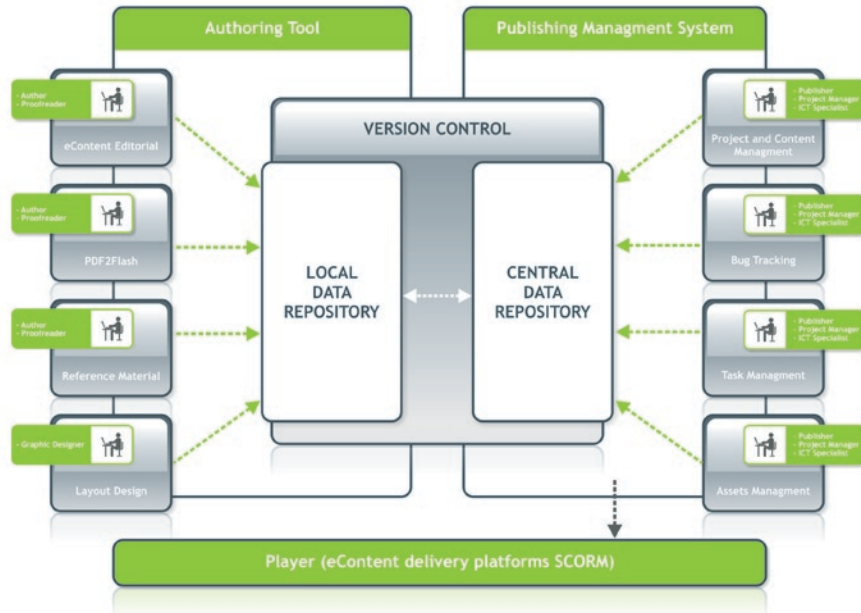 Authoring Tool
Publishing Managment System
- Author
- Proofreader
eContent Editorial
- Author
- Proofreader
PDF2Flash
- Author
- Proofreader
Reference Material
- Graphic Designer
Layout Design
VERSION CONTROL
LOCAL
DATA
REPOSITORY
CENTRAL
DATA
REPOSITORY
- Publisher
- Project Manager
- ICT Specialist
Project and Content
Managment
- Publisher
- Project Manager
- ICT Specialist
Bug Tracking
- Publisher
- Project Manager
- ICT Specialist
Task Managment
- Publisher
- Project Manager
- ICT Specialist
Assets Managment
Player (eContent delivery platforms SCORM)